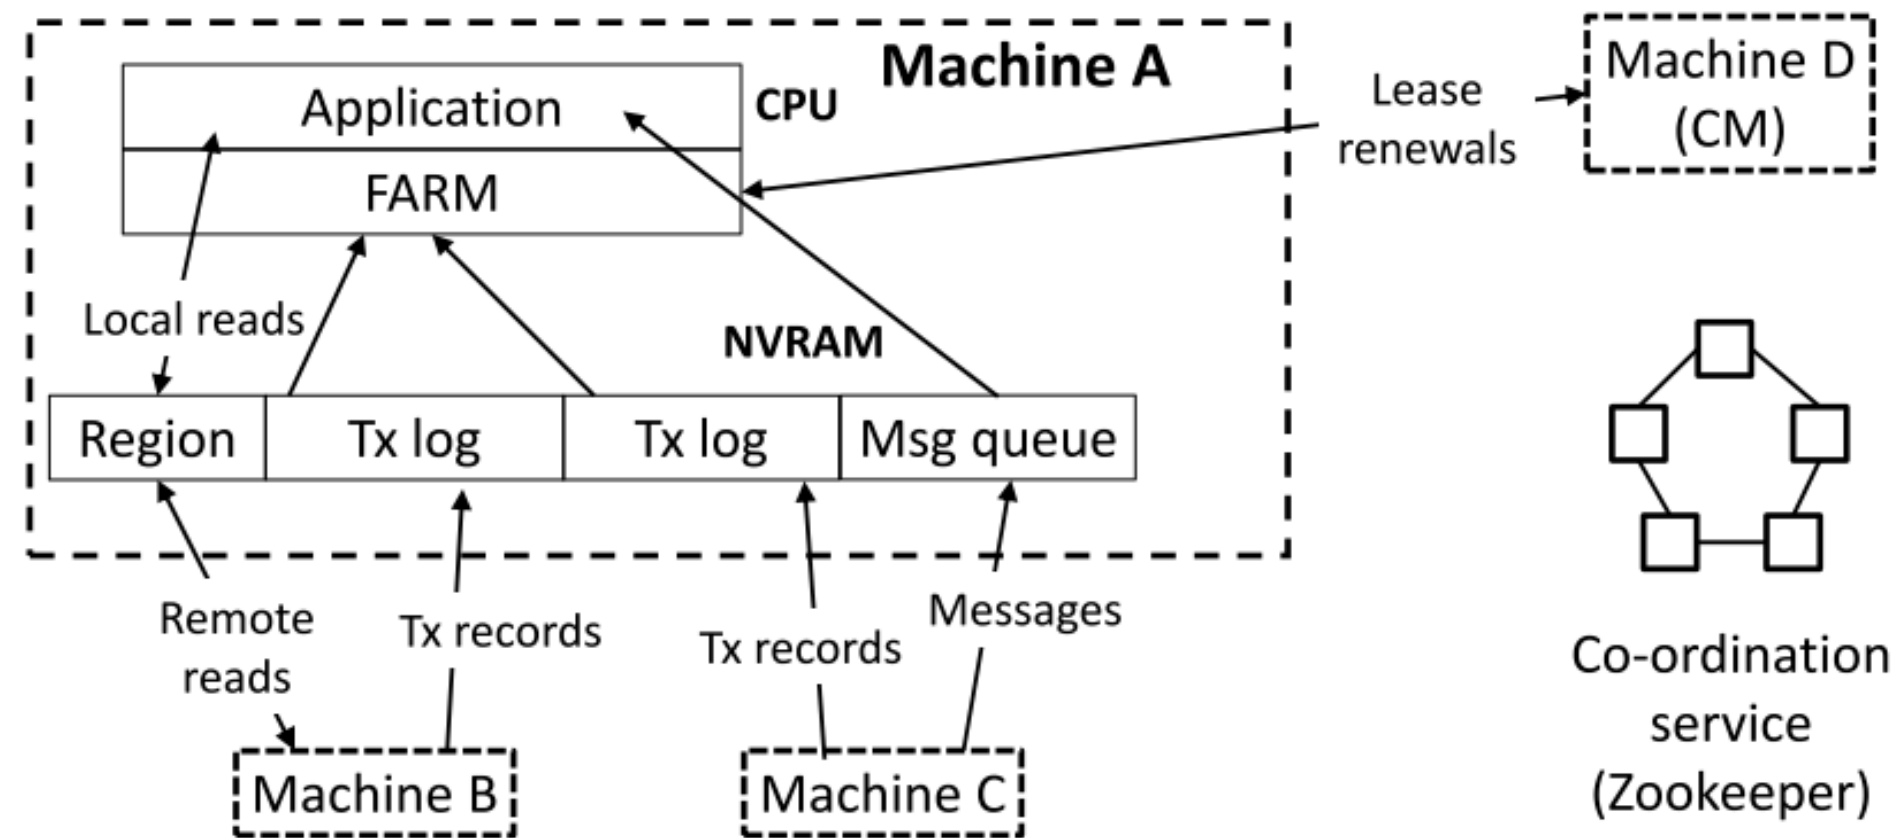 Machine A
Application
CPU
FARM
Lease
renewals
Machine D
(CM)
Local reads
NVRAM
Region
Tx log
Tx log
Msg queue
Remote
reads
Tx records
Tx records
Messages
Machine B
Machine C
Co-ordination
service
(Zookeeper)